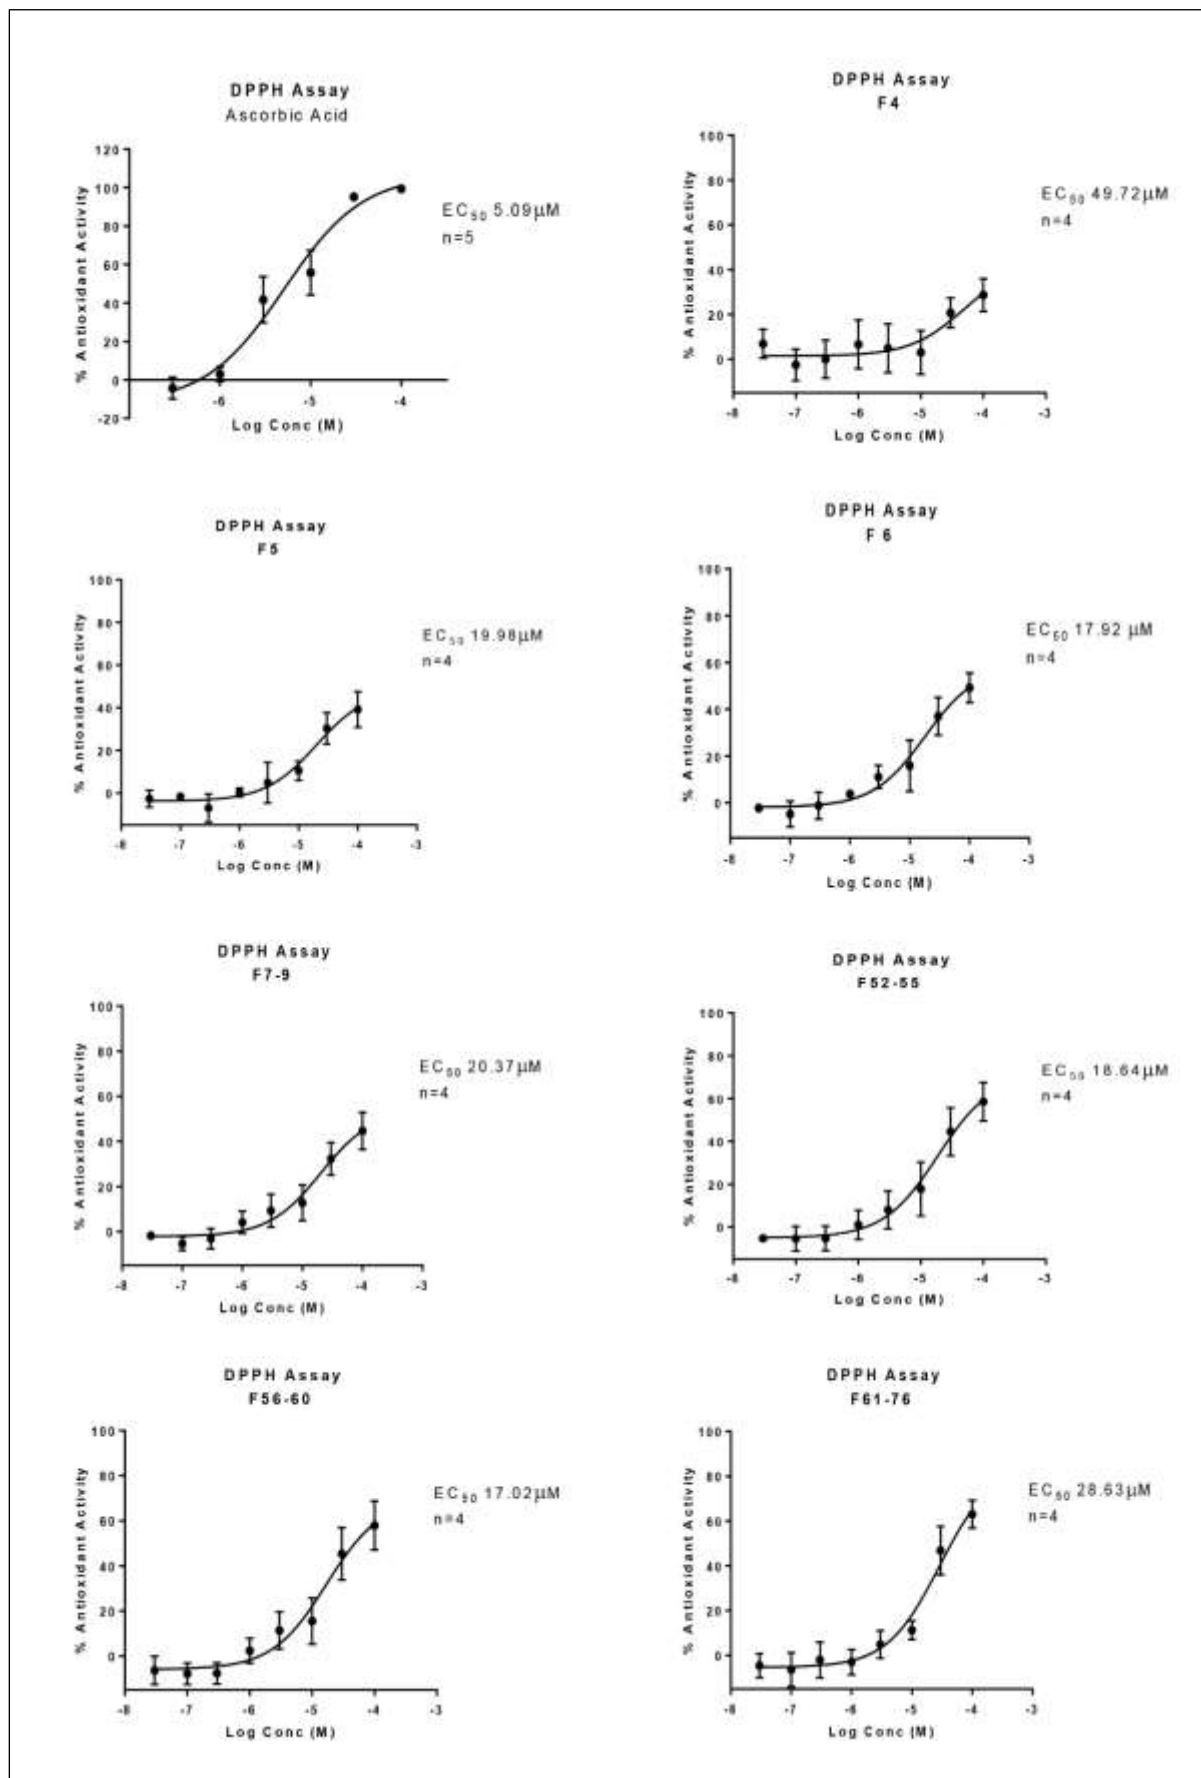 DPPH Assay
Ascorbic Acid
120
100
80
60
40
20
0
-20
% Antioxidant Activity
-6
-5
-4
Log Conc (M)
EC50 5.09µM
n=5
DPPH Assay
F4
100
80
60
40
20
0
% Antioxidant Activity
-8
-7
-6
-5
-4
-3
Log Conc (M)
EC50 49.72µM
n=4
DPPH Assay
F5
100
80
60
40
20
0
% Antioxidant Activity
-8
-7
-6
-5
-4
-3
Log Conc (M)
EC50 19.98µM
n=4
DPPH Assay
F 6
100
80
60
40
20
0
% Antioxidant Activity
-8
-7
-6
-5
-4
-3
Log Conc (M)
EC50 17.92 µM
n=4
DPPH Assay
F7-9
100
80
60
40
20
0
% Antioxidant Activity
-8
-7
-6
-5
-4
-3
Log Conc (M)
EC50 20.37µM
n=4
DPPH Assay
F52-55
100
80
60
40
20
0
% Antioxidant Activity
-8
-7
-6
-5
-4
-3
Log Conc (M)
EC50 18.64µM
n=4
DPPH Assay
F56-60
100
80
60
40
20
0
% Antioxidant Activity
-8
-7
-6
-5
-4
-3
Log Conc (M)
EC50 17.02µM
n=4
DPPH Assay
F61-76
100
80
60
40
20
0
% Antioxidant Activity
-8
-7
-6
-5
-4
-3
Log Conc (M)
EC50 28.63µM
n=4